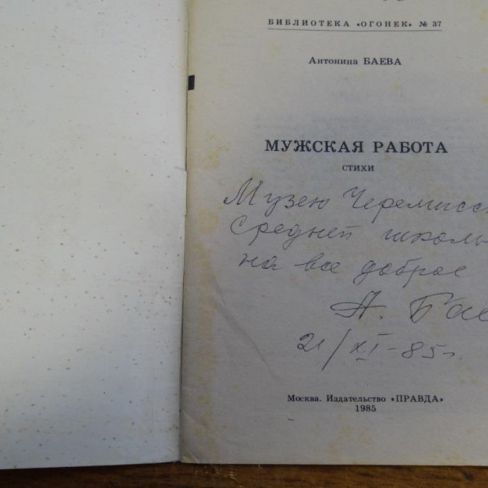 БИБЛИОТЕКА «ОГОНЕК» № 37
Антонина БАЕВА
МУЖСКАЯ РАБОТА
СТИХИ
Музею Черемисс
Средней школы
на все доброе
А. Бае
21/XI-85г.
Москва. Издательство «ПРАВДА»
1985